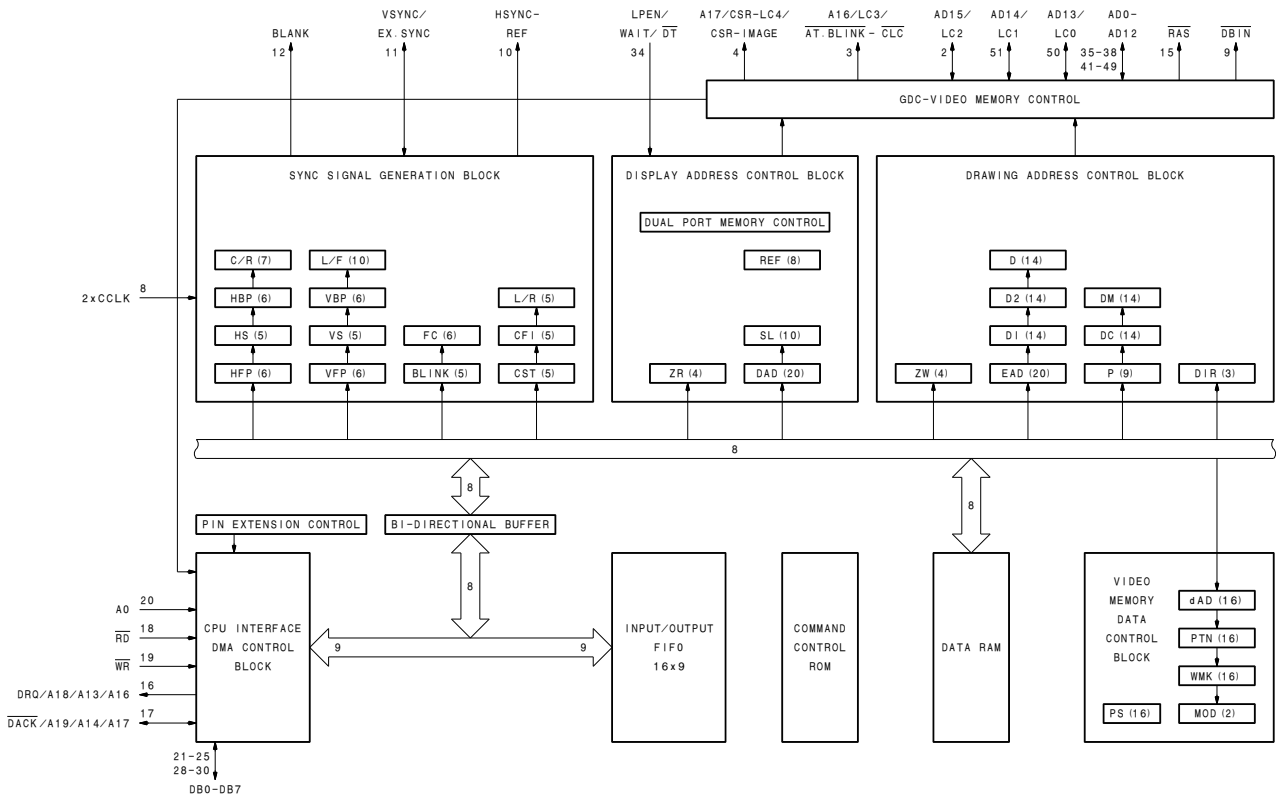 BLANK
12
VSYNC/
EX.SYNC
11
HSYNC-
REF
10
LPEN/
WAIT/ DT
34
A17/CSR-LC4/
CSR-IMAGE
4
A16/LC3/
AT.BLINK - CLC
3
AD15/
LC2
2
AD14/
LC1
51
AD13/
LC0
50
AD0-
AD12
35-38
41-49
RAS
15
DBIN
9
GDC-VIDEO MEMORY CONTROL
SYNC SIGNAL GENERATION BLOCK
DISPLAY ADDRESS CONTROL BLOCK
DRAWING ADDRESS CONTROL BLOCK
DUAL PORT MEMORY CONTROL
C/R (7)
L/F (10)
REF (8)
D (14)
2xCCLK
8
HBP (6)
VBP (6)
L/R (5)
D2 (14)
DM (14)
HS (5)
VS (5)
FC (6)
CFI (5)
SL (10)
DI (14)
DC (14)
HFP (6)
VFP (6)
BLINK (5)
CST (5)
ZR (4)
DAD (20)
ZW (4)
EAD (20)
P (9)
DIR (3)
8
8
8
PIN EXTENSION CONTROL
BI-DIRECTIONAL BUFFER
8
A0
20
RD
18
WR
19
DRQ/A18/A13/A16
16
DACK/A19/A14/A17
17
CPU INTERFACE
DMA CONTROL
BLOCK
9
9
INPUT/OUTPUT
FIFO
16x9
COMMAND
CONTROL
ROM
DATA RAM
VIDEO
MEMORY
DATA
CONTROL
BLOCK
dAD (16)
PTN (16)
WMK (16)
PS (16)
MOD (2)
21-25
28-30
DB0-DB7